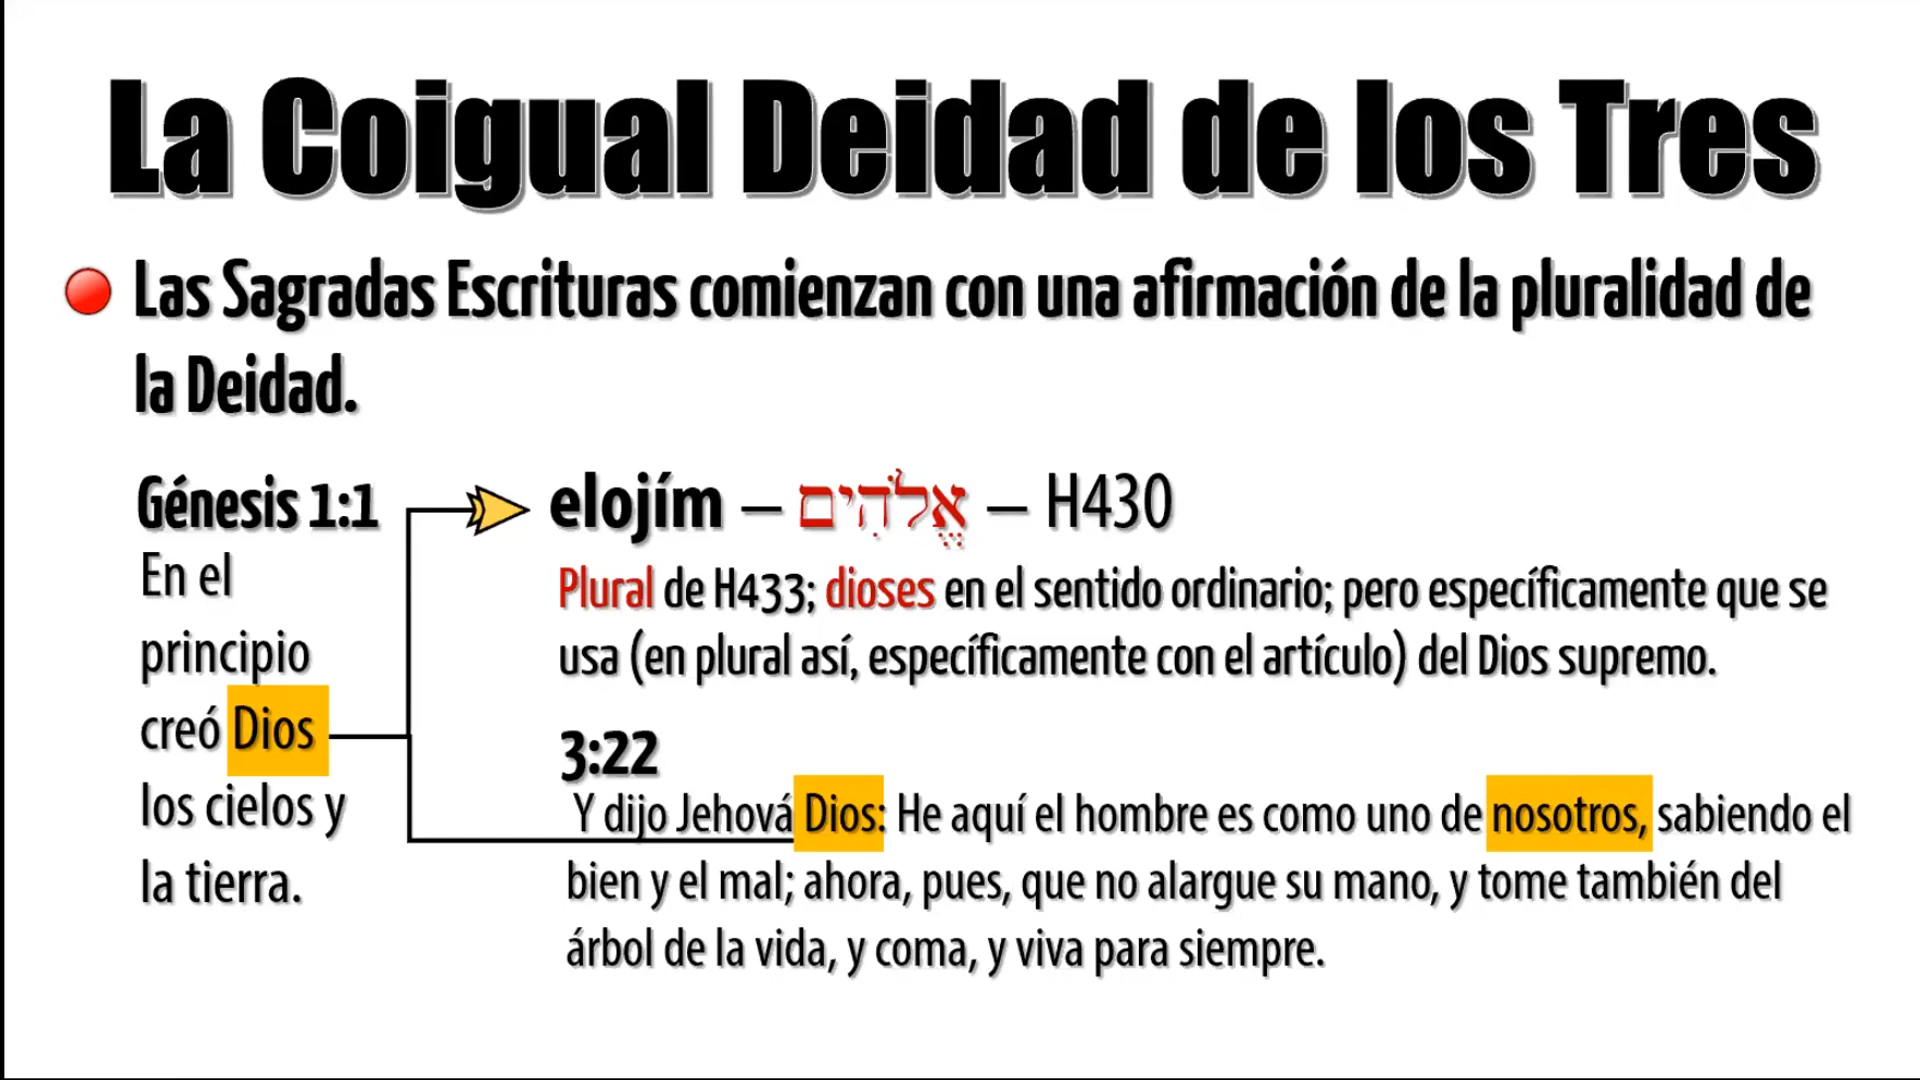 La Coigual Deidad de los Tres
Las Sagradas Escrituras comienzan con una afirmación de la pluralidad de
la Deidad.
Génesis 1:1
En el
principio
creó Dios
los cielos y
la tierra.
elojím – אֱלֹהִים – H430
Plural de H433; dioses en el sentido ordinario; pero específicamente que se
usa (en plural así, específicamente con el artículo) del Dios supremo.
3:22
Y dijo Jehová Dios: He aquí el hombre es como uno de nosotros, sabiendo el
bien y el mal; ahora, pues, que no alargue su mano, y tome también del
árbol de la vida, y coma, y viva para siempre.